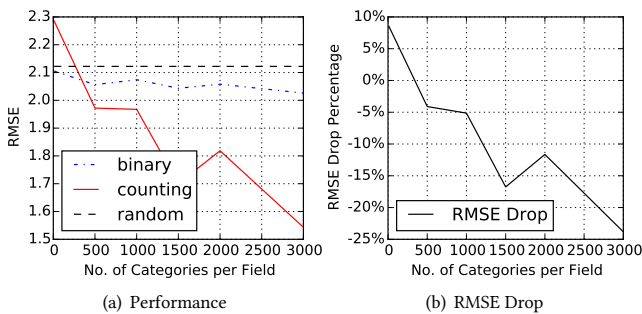 2.3
2.2
2.1
2.0
1.9
1.8
1.7
1.6
1.5
RMSE
binary
counting
random
0 500 1000 1500 2000 2500 3000
No. of Categories per Field
(a) Performance
10%
5%
0%
-5%
-10%
-15%
-20%
-25%
RMSE Drop Percentage
RMSE Drop
0 500 1000 1500 2000 2500 3000
No. of Categories per Field
(b) RMSE Drop